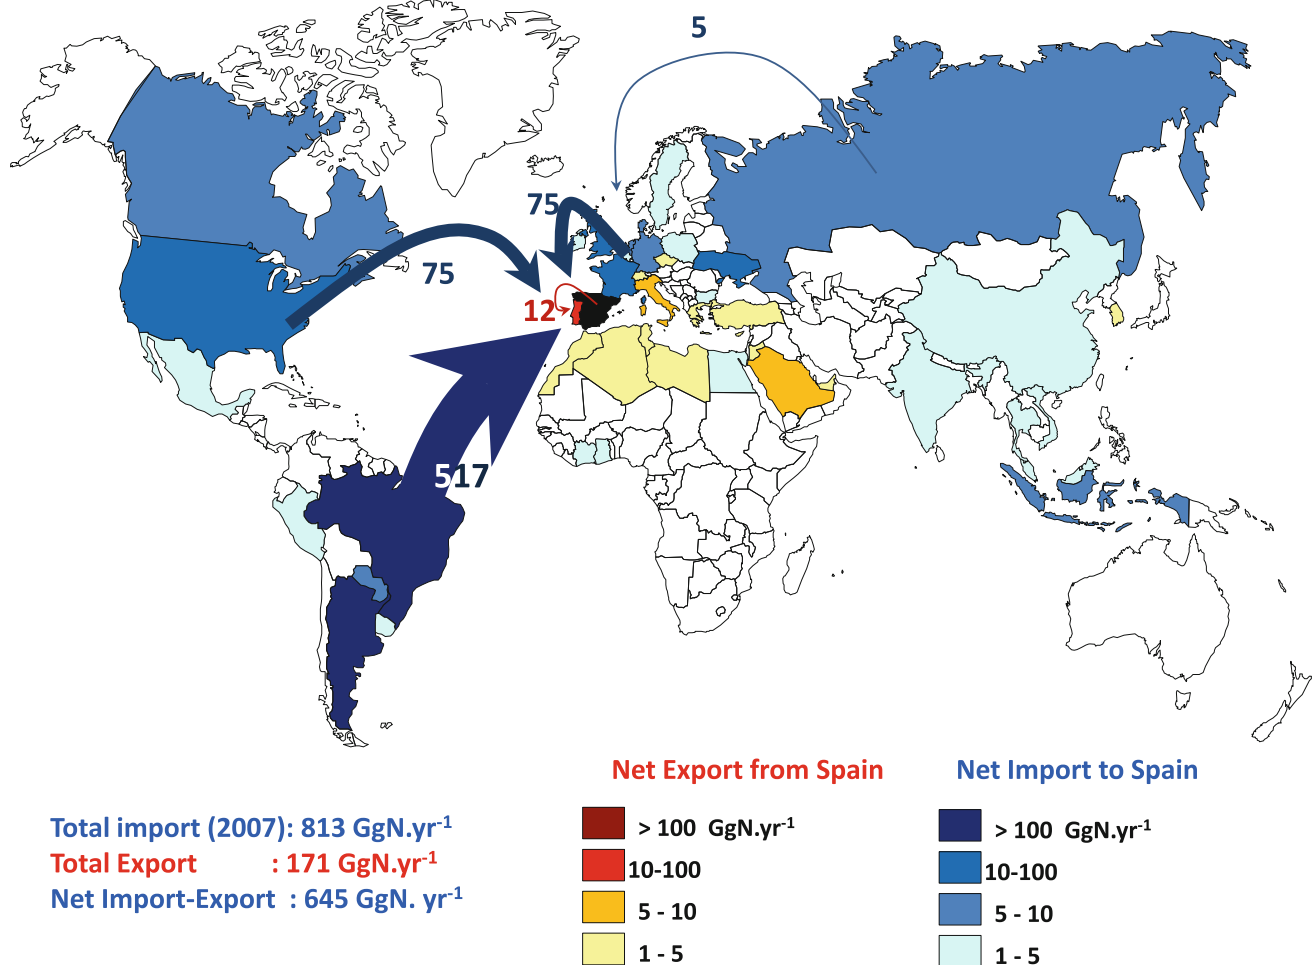 5
75
75
12
517
Net Export from Spain
> 100 GgN.yr-1
10-100
5 - 10
1 - 5
Net Import to Spain
> 100 GgN.yr-1
10-100
5 - 10
1 - 5
Total import (2007): 813 GgN.yr-1
Total Export : 171 GgN.yr-1
Net Import-Export : 645 GgN. yr-1